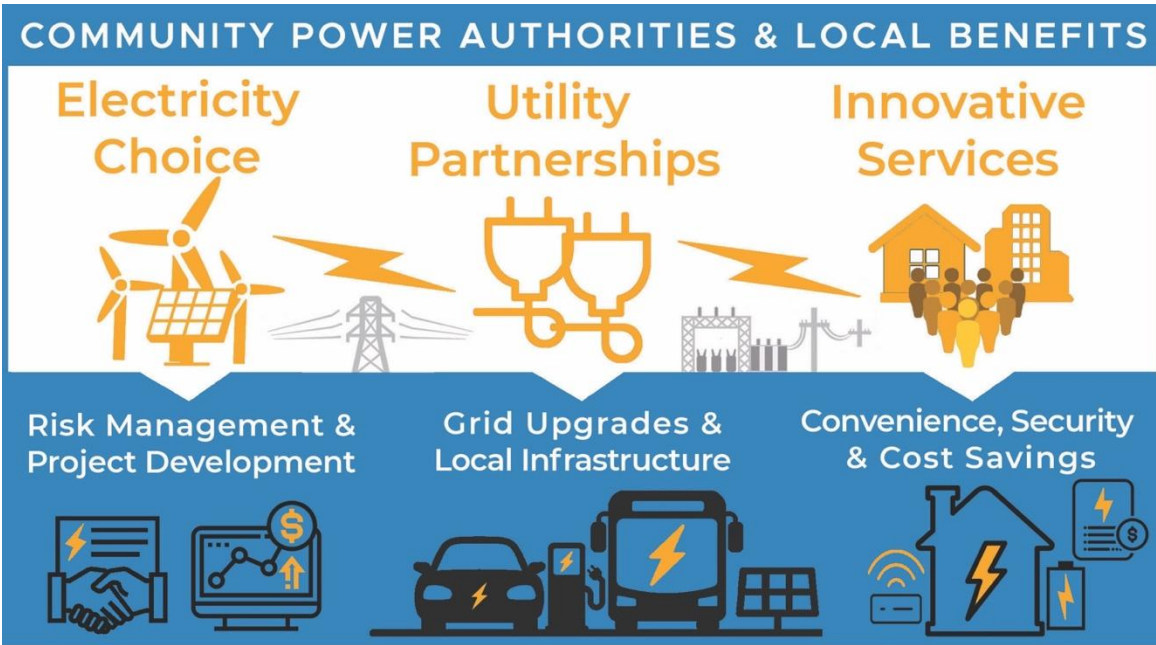 COMMUNITY POWER AUTHORITIES & LOCAL BENEFITS
Electricity
Choice
Utility
Partnerships
Innovative
Services
Risk Management &
Project Development
Grid Upgrades &
Local Infrastructure
Convenience, Security
& Cost Savings
$
$